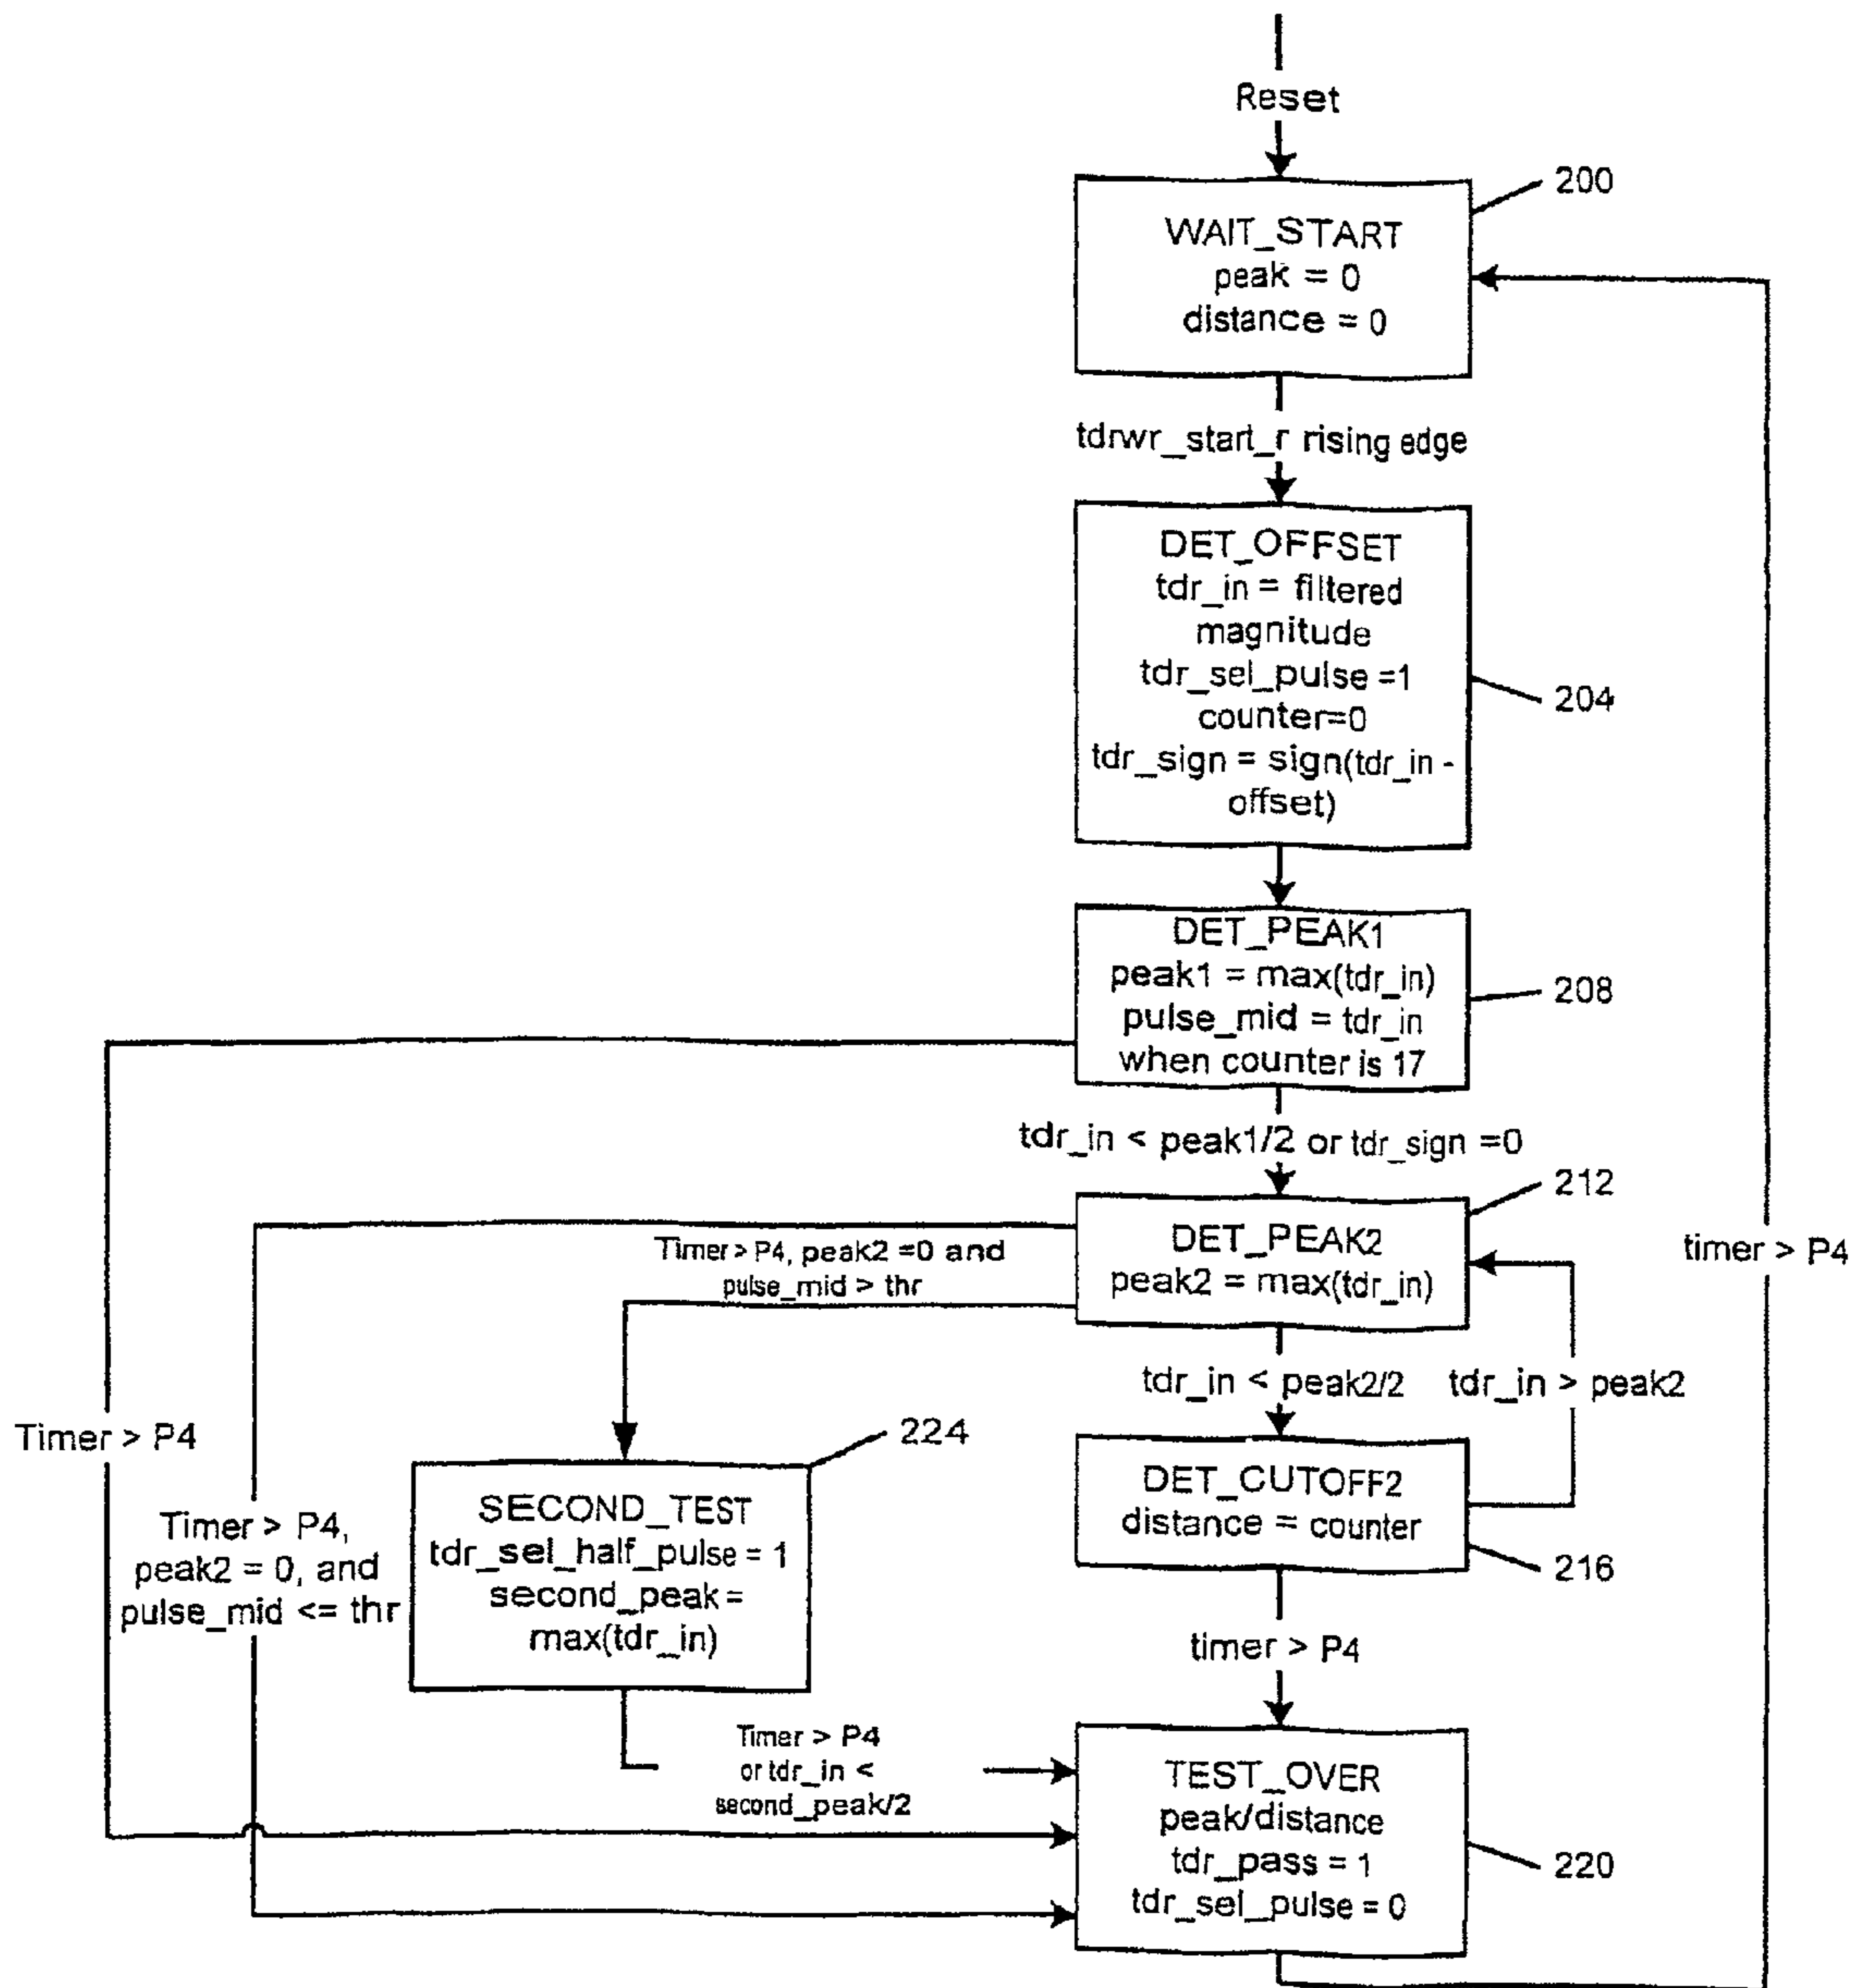 Reset
200
WAIT_START
peak = 0
distance = 0
tdrwr_start_r rising edge
DET_OFFSET
tdr_in = filtered
magnitude
tdr_sel_pulse =1
counter=0
tdr_sign = sign(tdr_in -
offset)
204
DET_PEAK1
peak1 = max(tdr_in)
pulse_mid = tdr_in
when counter is 17
208
tdr_in < peak1/2 or tdr_sign =0
212
DET_PEAK2
peak2 = max(tdr_in)
Timer > P4, peak2 =0 and
pulse_mid > thr
timer > P4
tdr_in < peak2/2
tdr_in > peak2
Timer > P4
224
DET_CUTOFF2
distance = counter
216
SECOND_TEST
tdr_sel_half_pulse = 1
second_peak =
max(tdr_in)
Timer > P4,
peak2 = 0, and
pulse_mid <= thr
timer > P4
Timer > P4
or tdr_in <
second_peak/2
TEST_OVER
peak/distance
tdr_pass = 1
tdr_sel_pulse = 0
220